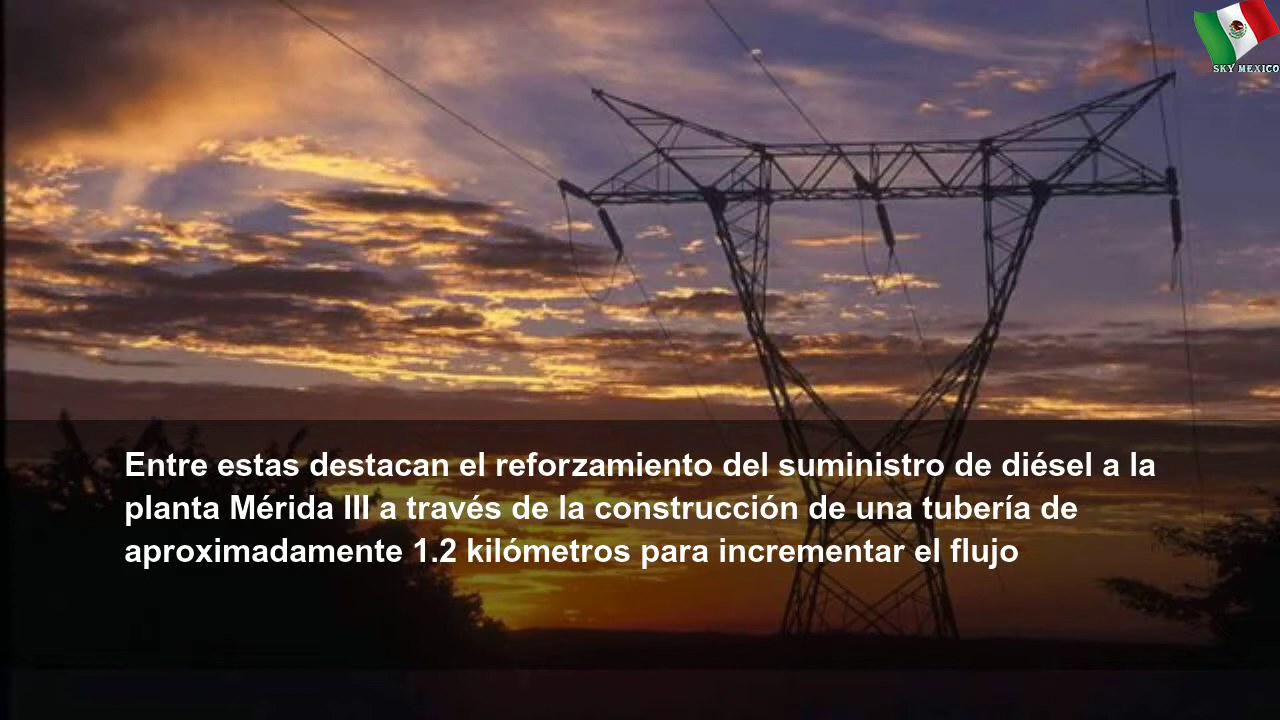 SKY MEXICO
Entre estas destacan el reforzamiento del suministro de diésel a la
planta Mérida III a través de la construcción de una tubería de
aproximadamente 1.2 kilómetros para incrementar el flujo